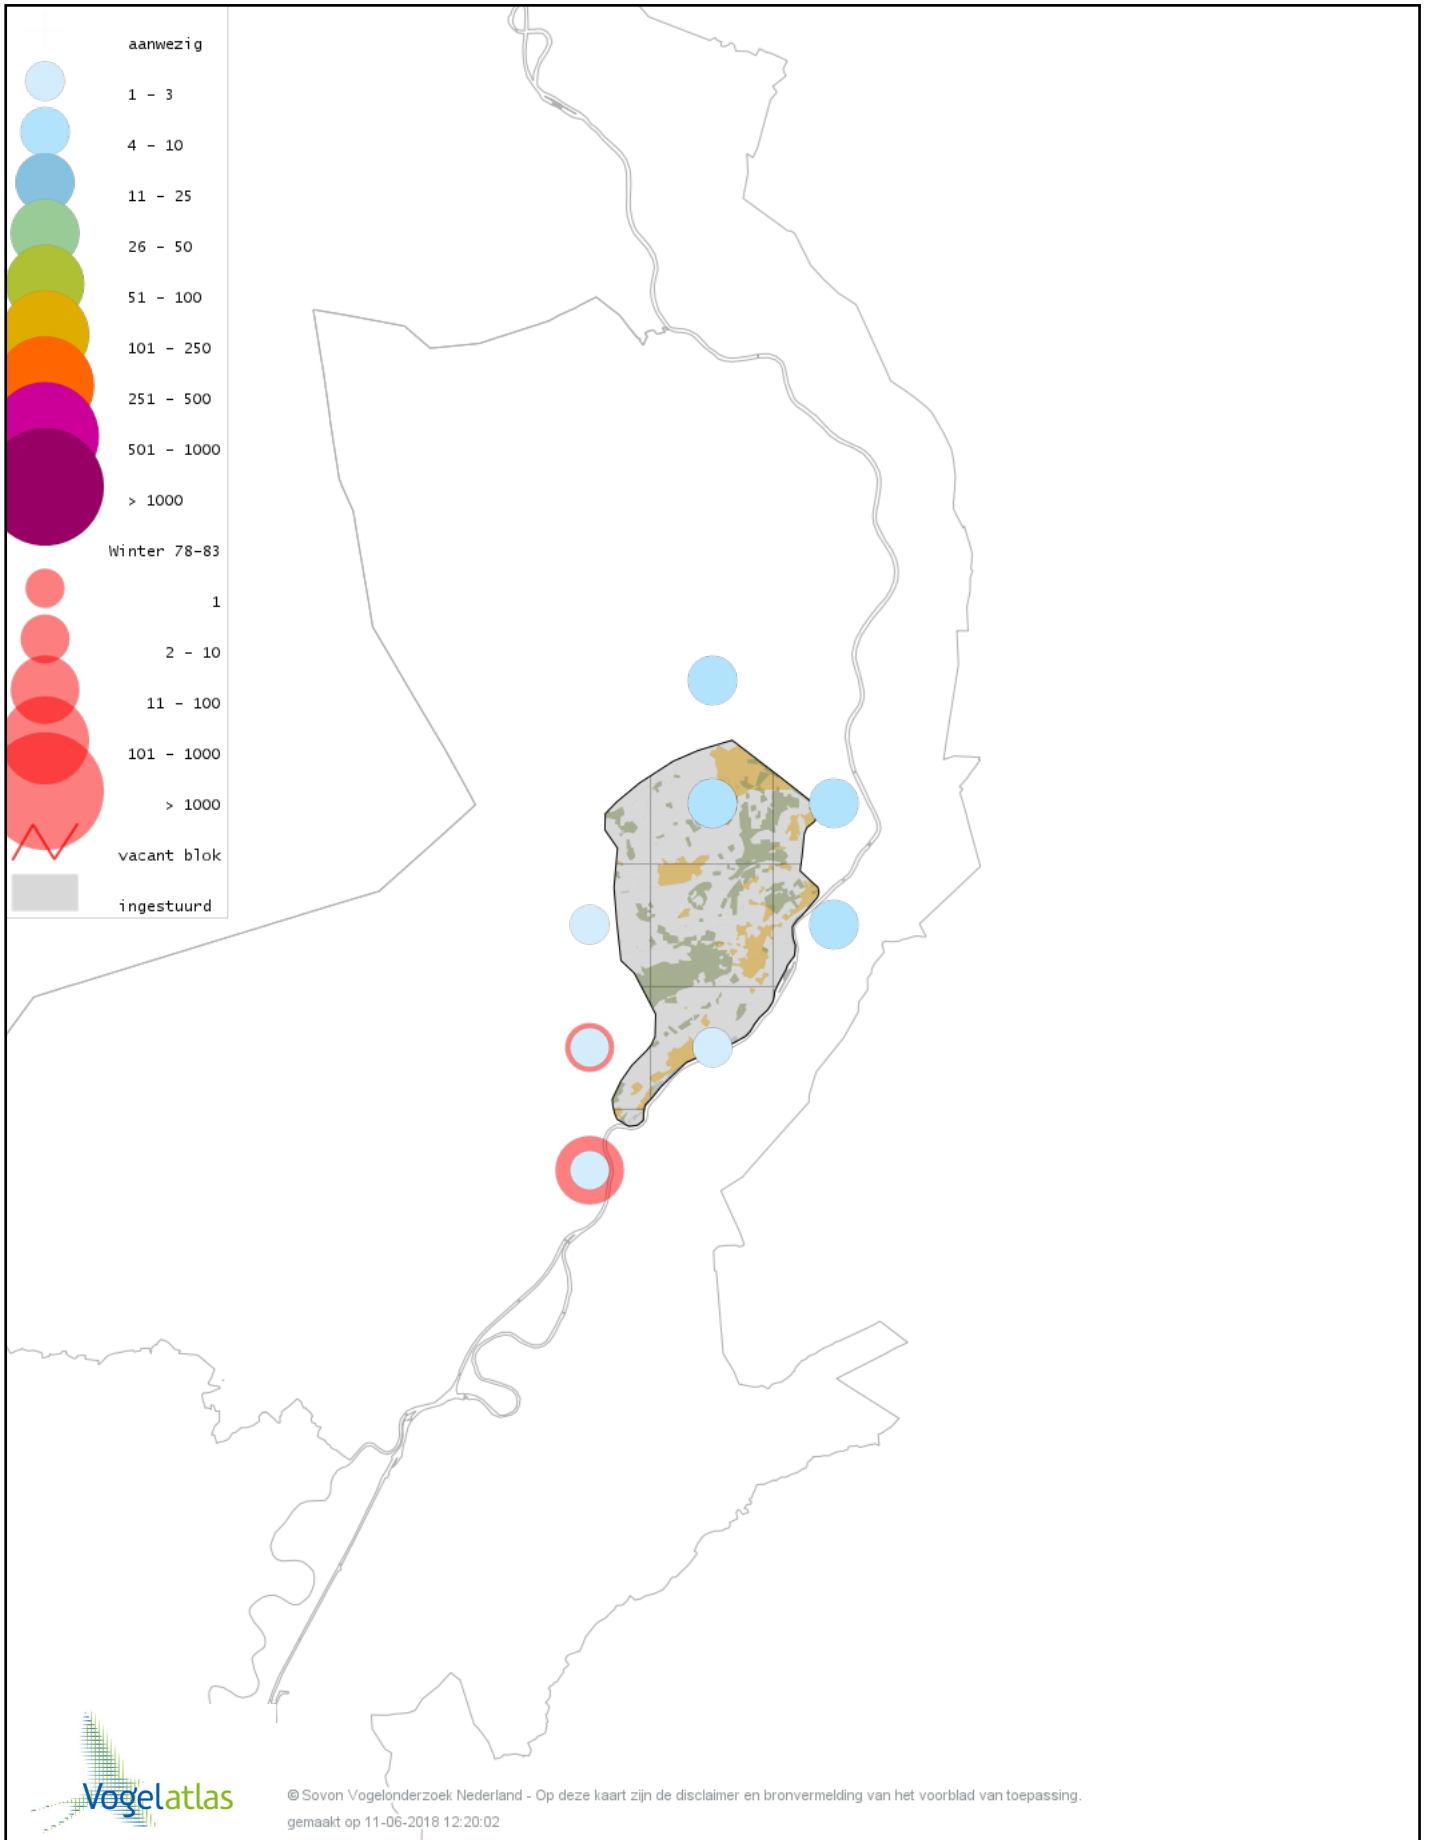 aanwezig
1 - 3
4 - 10
11 - 25
26 - 50
51 - 100
101 - 250
251 - 500
501 - 1000
> 1000
Winter 78-83
1
2 - 10
11 - 100
101 - 1000
> 1000
vacant blok
ingestuurd
Vogelatlas
© Sovon Vogelonderzoek Nederland - Op deze kaart zijn de disclaimer en bronvermelding van het voorblad van toepassing.
gemaakt op 11-06-2018 12:20:02